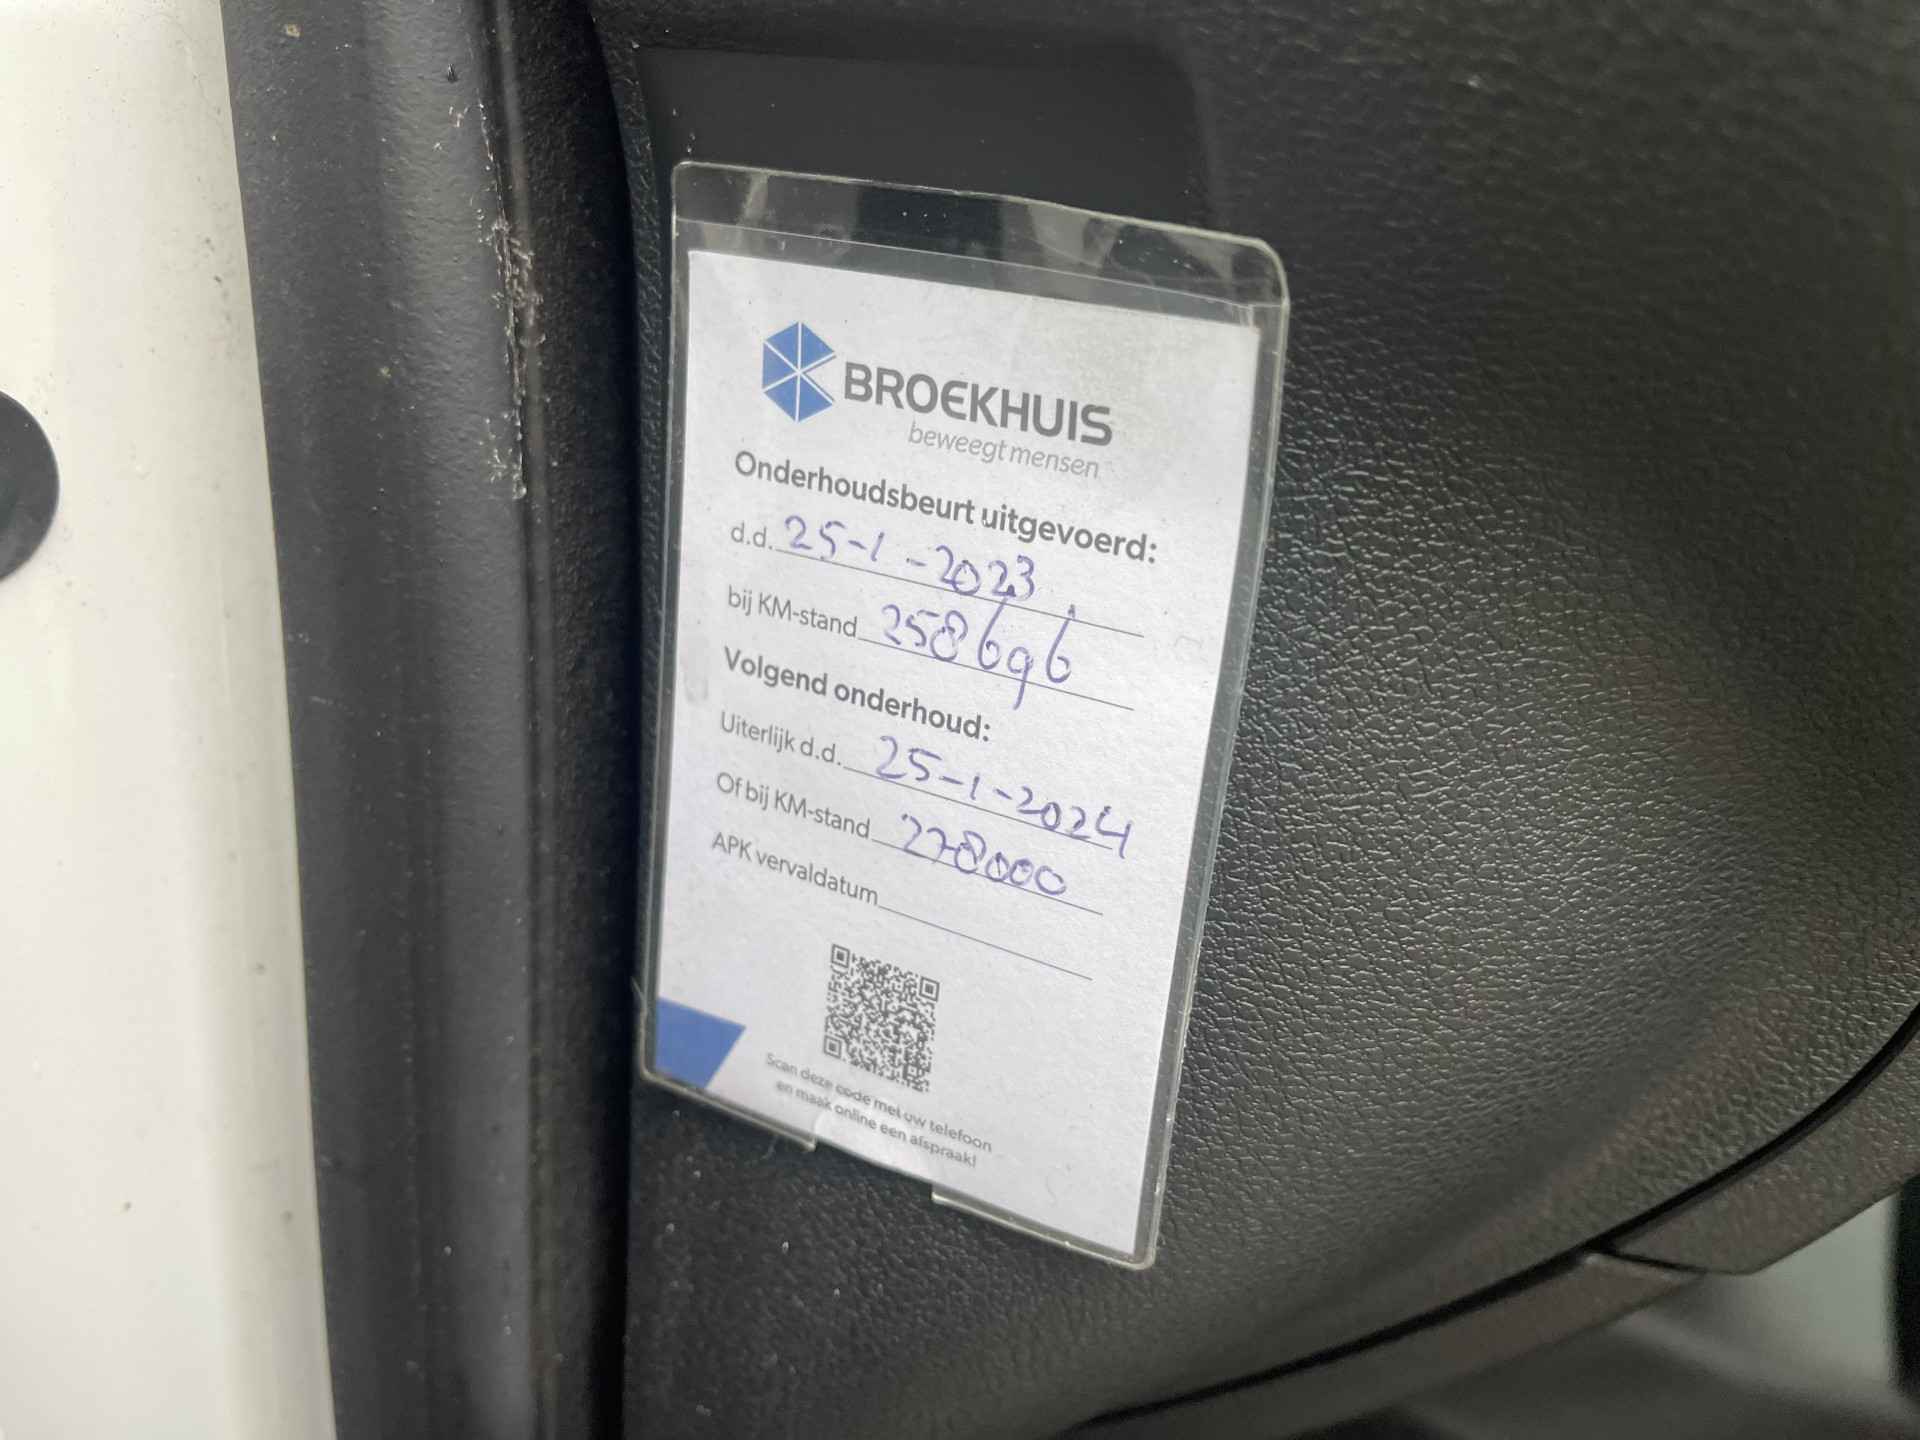 BROEKHUIS
beweegt mensen
Onderhoudsbeurt uitgevoerd:
d.d. 25-1-2023
bij KM-stand 258696
Volgend onderhoud:
Uiterlijk d.d. 25-1-2024
Of bij KM-stand 278000
APK vervaldatum
Scan deze code met uw telefoon
en maak online een afspraak!